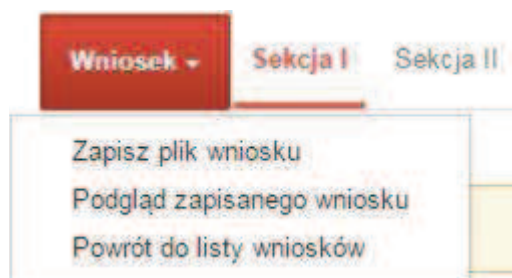 Wniosek Sekcja I Sekcja II
Zapisz plik wniosku
Podgląd zapisanego wniosku
Powrót do listy wniosków